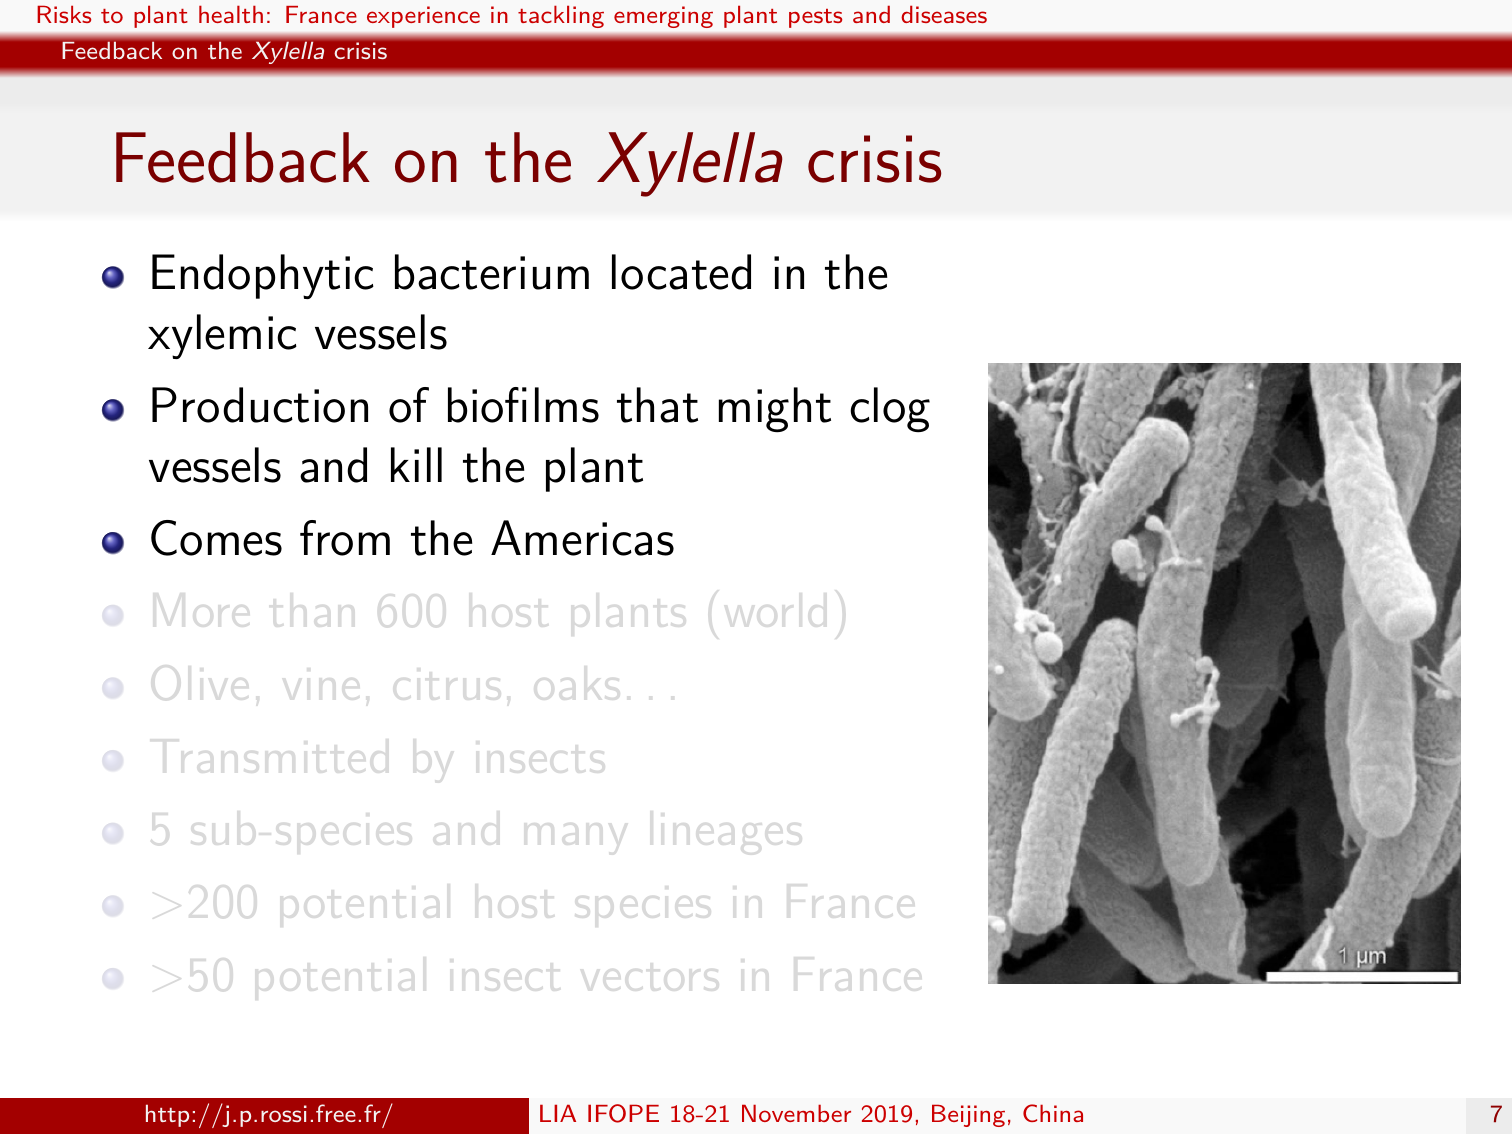 Risks to plant health: France experience in tackling emerging plant pests and diseases
Feedback on the Xylella crisis
Feedback on the Xylella crisis
Endophytic bacterium located in the
xylemic vessels
Production of biofilms that might clog
vessels and kill the plant
Comes from the Americas
More than 600 host plants (world)
Olive, vine, citrus, oaks. . .
Transmitted by insects
5 sub-species and many lineages
>200 potential host species in France
>50 potential insect vectors in France
1 µm
http://j.p.rossi.free.fr/
LIA IFOPE 18-21 November 2019, Beijing, China
7